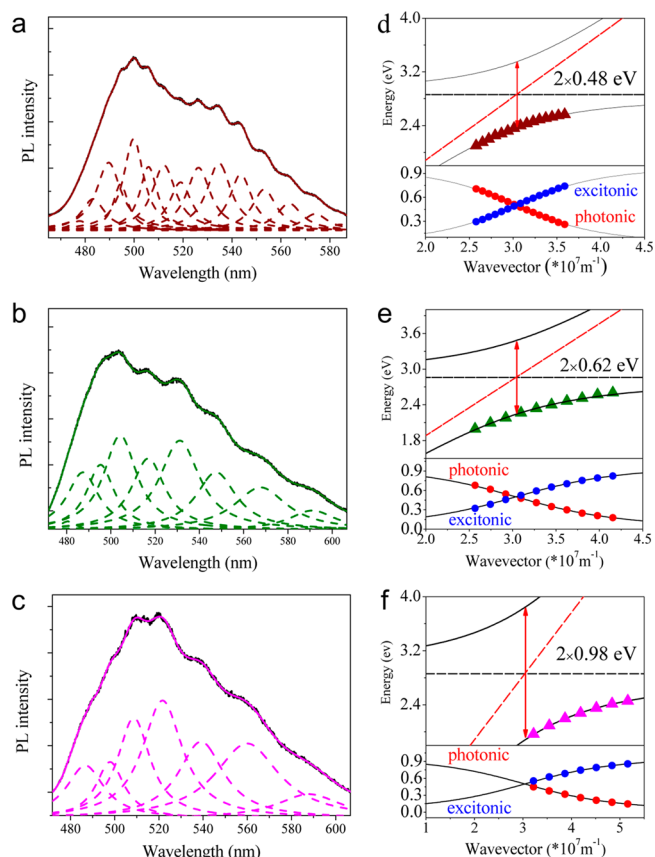 a
PL intensity
480 500 520 540 560 580
Wavelength (nm)
d
Energy (eV)
4.0
3.2
2.4
2×0.48 eV
0.9
0.6
0.3
excitonic
photonic
2.0 2.5 3.0 3.5 4.0 4.5
Wavevector (*10⁷m⁻¹)
b
PL intensity
480 500 520 540 560 580 600
Wavelength (nm)
e
Energy (eV)
3.6
3.0
2.4
1.8
2×0.62 eV
0.9
0.6
0.3
0.0
photonic
excitonic
2.0 2.5 3.0 3.5 4.0 4.5
Wavevector (*10⁷m⁻¹)
c
PL intensity
480 500 520 540 560 580 600
Wavelength (nm)
f
Energy (ev)
4.0
3.2
2.4
2×0.98 eV
0.9
0.6
0.3
0.0
photonic
excitonic
1 2 3 4 5
Wavevector (*10⁷m⁻¹)